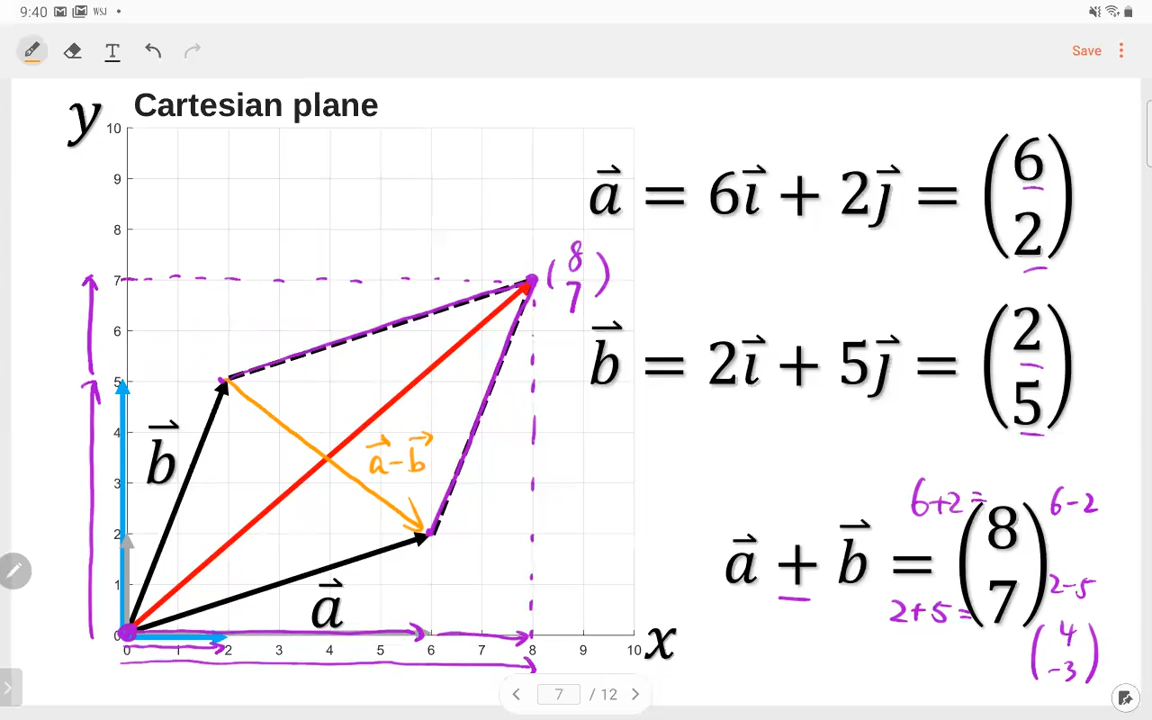 9:40 WSJ
Save
y Cartesian plane
10
9
8
7
6
5
4
3
2
1
0
0 1 2 3 4 5 6 7 8 9 10
x
(8 7)
b⃗
a⃗
a⃗-b⃗
a⃗ = 6i⃗ + 2j⃗ = (6 2)
b⃗ = 2i⃗ + 5j⃗ = (2 5)
6+2= 6-2
a⃗ + b⃗ = (8 7)
2+5= 2-5
(4 -3)
7 / 12